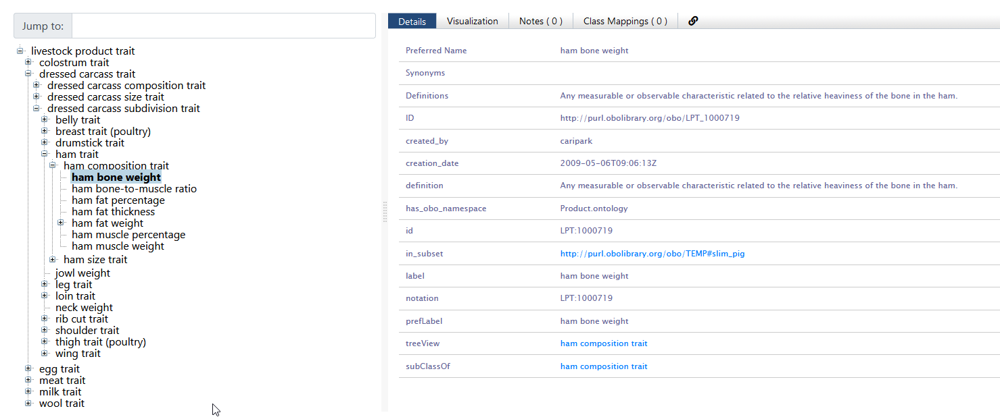 Jump to:
livestock product trait
colostrum trait
dressed carcass trait
dressed carcass composition trait
dressed carcass size trait
dressed carcass subdivision trait
belly trait
breast trait (poultry)
drumstick trait
ham trait
ham composition trait
ham bone weight
ham bone-to-muscle ratio
ham fat percentage
ham fat thickness
ham fat weight
ham muscle percentage
ham muscle weight
ham size trait
jowl weight
leg trait
loin trait
neck weight
rib cut trait
shoulder trait
thigh trait (poultry)
wing trait
egg trait
meat trait
milk trait
wool trait
Details Visualization Notes ( 0 ) Class Mappings ( 0 )
Preferred Name ham bone weight
Synonyms
Definitions Any measurable or observable characteristic related to the relative heaviness of the bone in the ham.
ID http://purl.obolibrary.org/obo/LPT_1000719
created_by caripark
creation_date 2009-05-06T09:06:13Z
definition Any measurable or observable characteristic related to the relative heaviness of the bone in the ham.
has_obo_namespace Product.ontology
id LPT:1000719
in_subset http://purl.obolibrary.org/obo/TEMP#slim_pig
label ham bone weight
notation LPT:1000719
prefLabel ham bone weight
treeView ham composition trait
subClassOf ham composition trait